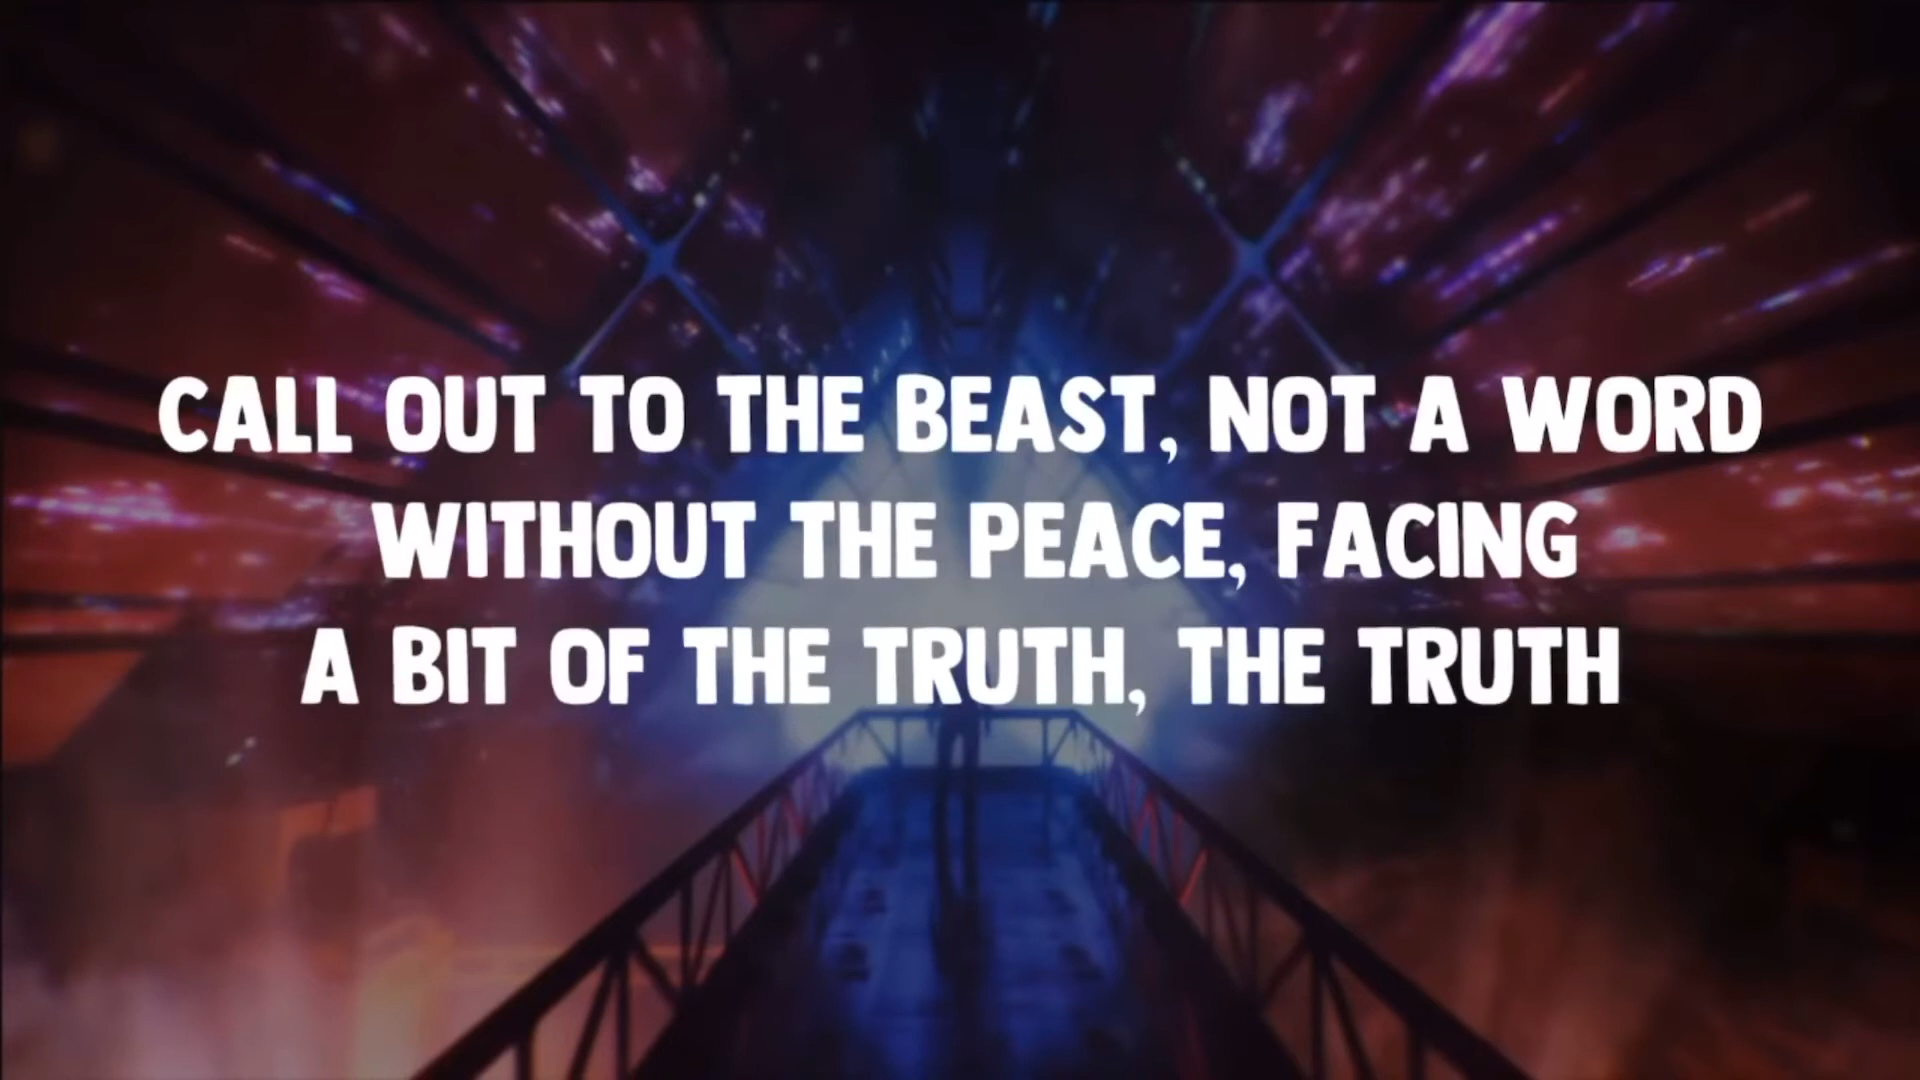 CALL OUT TO THE BEAST, NOT A WORD
WITHOUT THE PEACE, FACING
A BIT OF THE TRUTH, THE TRUTH